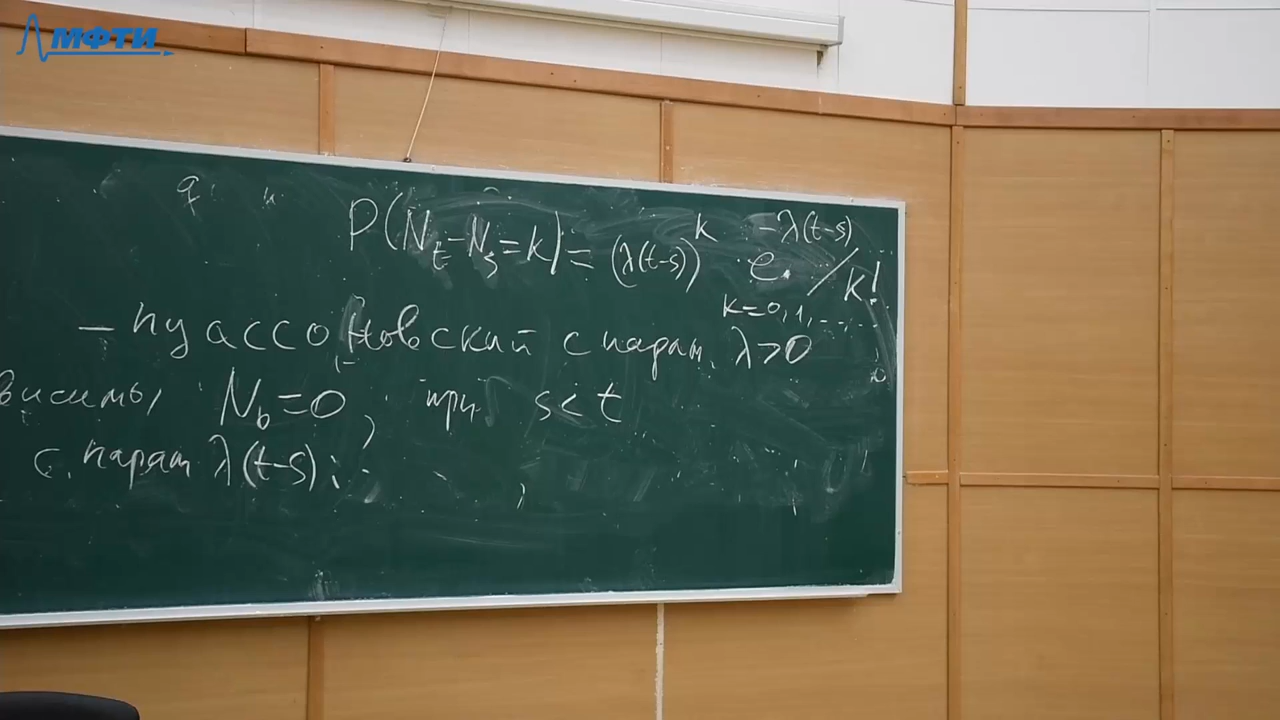 МФТИ
P(N_t - N_s = k) = (λ(t-s))^k e^{-λ(t-s)} / k!
k=0,1,.....
– пуассоновский с парам. λ>0
висимы N_0=0, при s<t
с парам λ(t-s):